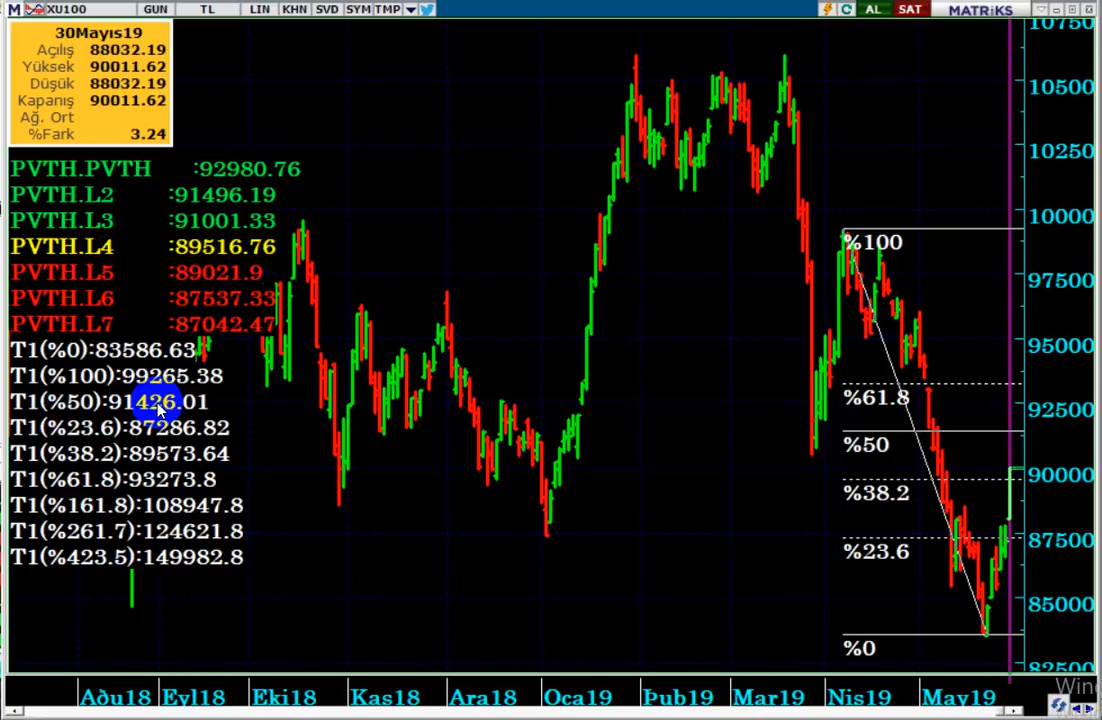 M XU100 GUN TL LIN KHN SVD SYM TMP AL SAT MATRiKS
30Mayıs19
Açılış 88032.19
Yüksek 90011.62
Düşük 88032.19
Kapanış 90011.62
Ağ. Ort
%Fark 3.24
PVTH.PVTH :92980.76
PVTH.L2 :91496.19
PVTH.L3 :91001.33
PVTH.L4 :89516.76
PVTH.L5 :89021.9
PVTH.L6 :87537.33
PVTH.L7 :87042.47
T1(%0):83586.63
T1(%100):99265.38
T1(%50):91426.01
T1(%23.6):87286.82
T1(%38.2):89573.64
T1(%61.8):93273.8
T1(%161.8):108947.8
T1(%261.7):124621.8
T1(%423.5):149982.8
%100
%61.8
%50
%38.2
%23.6
%0
10750
10500
10250
10000
97500
95000
92500
90000
87500
85000
82500
Aðu18 Eyl18 Eki18 Kas18 Ara18 Oca19 Þub19 Mar19 Nis19 May19